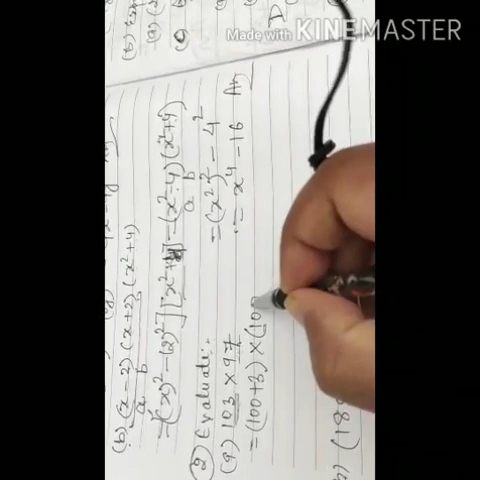 Made with KINEMASTER
(b) (x-2)(x+2)(x²+4)
a b
=[(x)²-(2)²][x²+4]=(x²-4)(x²+4)
a b
=(x²)²-4²
=x⁴-16 Ans
② Evaluate:
(a) 103×97
=(100+3)×(10